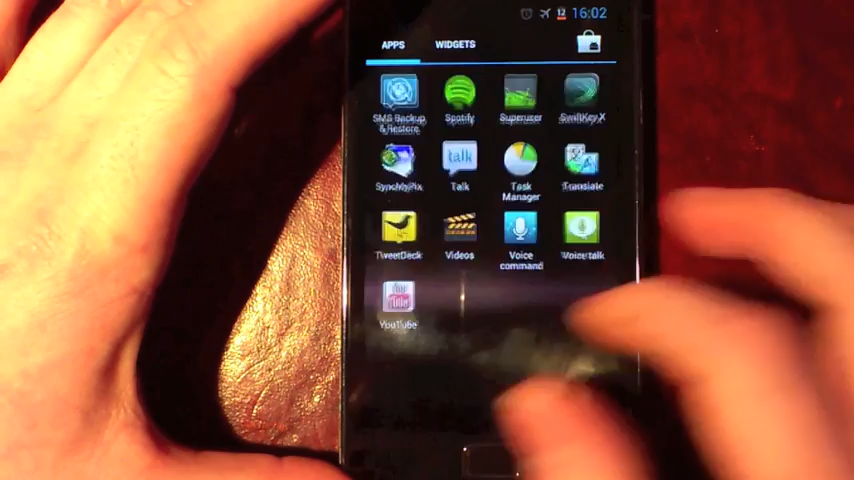 12 16:02
APPS WIDGETS
SMS Backup & Restore Spotify Superuser SwiftKey X
talk
Talk Task Manager Translate
TweetDeck Videos Voice command Voice talk
You Tube
YouTube